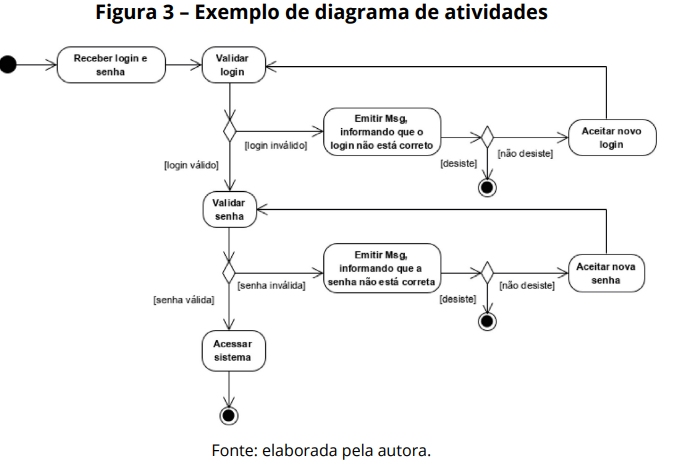 Figura 3 – Exemplo de diagrama de atividades
Receber login e
senha
Validar
login
Emitir Msg,
informando que o
login não está correto
Aceitar novo
login
[login inválido]
[não desiste]
[desiste]
[login válido]
Validar
senha
Emitir Msg,
informando que a
senha não está correta
Aceitar nova
senha
[senha inválida]
[não desiste]
[desiste]
[senha válida]
Acessar
sistema
Fonte: elaborada pela autora.